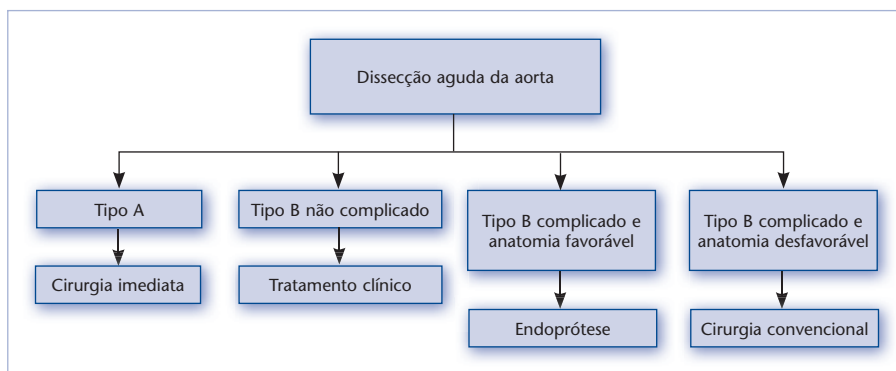 Dissecção aguda da aorta
Tipo A
Tipo B não complicado
Tipo B complicado e
anatomia favorável
Tipo B complicado e
anatomia desfavorável
Cirurgia imediata
Tratamento clínico
Endoprótese
Cirurgia convencional